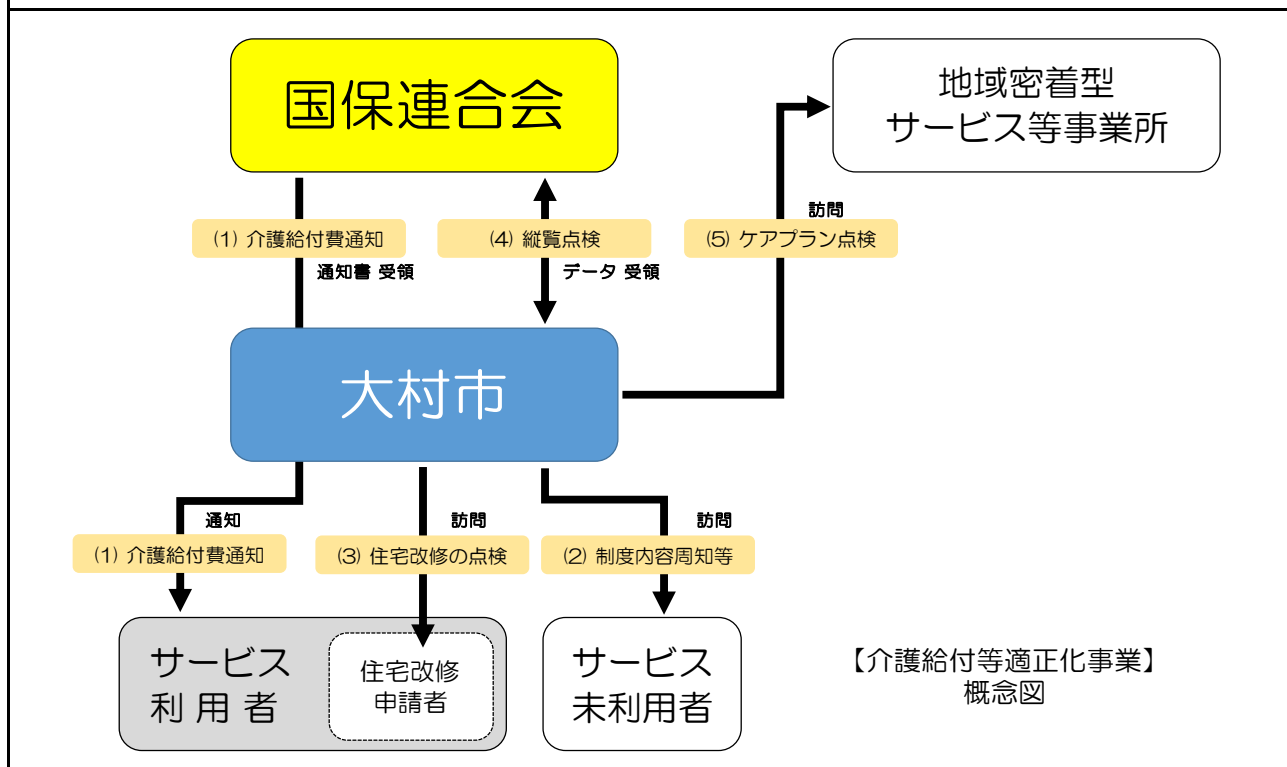 国保連合会
地域密着型
サービス等事業所
訪問
(1) 介護給付費通知
(4) 縦覧点検
(5) ケアプラン点検
通知書 受領
データ 受領
大村市
通知
訪問
訪問
(1) 介護給付費通知
(3) 住宅改修の点検
(2) 制度内容周知等
サービス
利 用 者
住宅改修
申請者
サービス
未利用者
【介護給付等適正化事業】
概念図